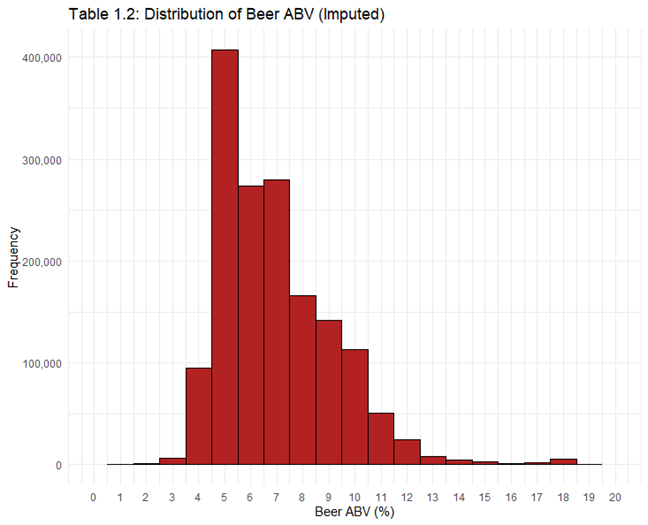 Table 1.2: Distribution of Beer ABV (Imputed)
Frequency
400,000
300,000
200,000
100,000
0
0 1 2 3 4 5 6 7 8 9 10 11 12 13 14 15 16 17 18 19 20
Beer ABV (%)